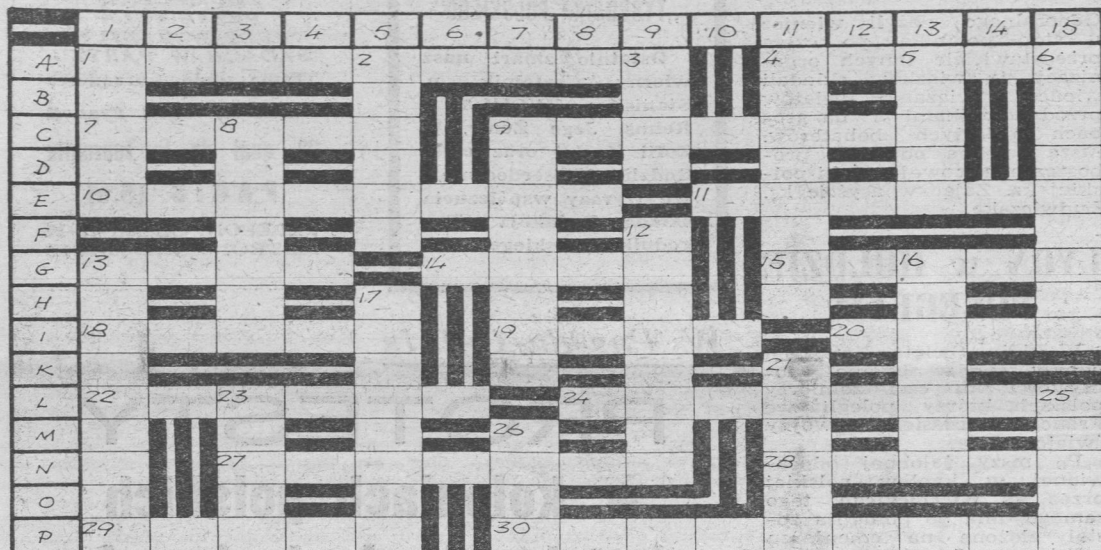 1 2 3 4 5 6 7 8 9 10 11 12 13 14 15
A 1 2 3 4 5 6
B
C 7 8 9
D
E 10 11
F 12
G 13 14 15 16
H 17
I 18 19 20
K 21
L 22 23 24 25
M 26
N 27 28
O
P 29 30